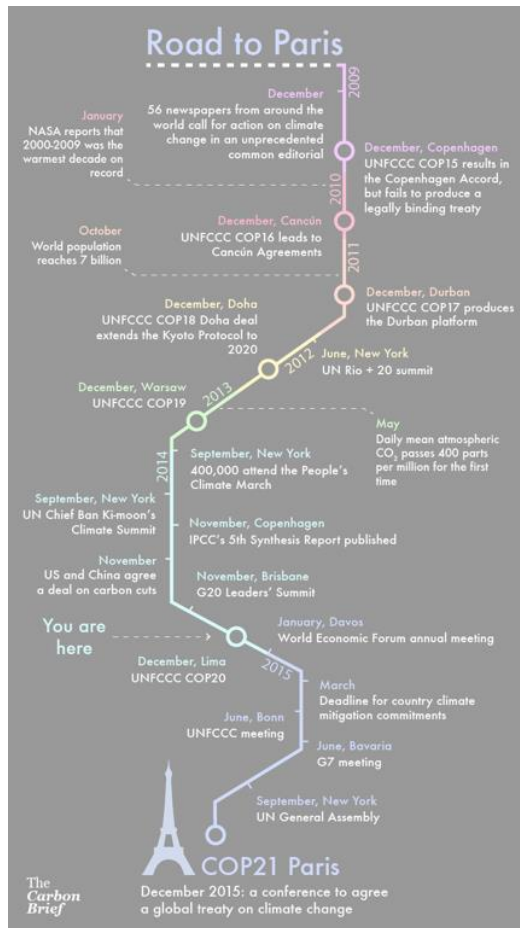 Road to Paris
2009
December
56 newspapers from around the
world call for action on climate
change in an unprecedented
common editorial
January
NASA reports that
2000-2009 was the
warmest decade on
record
December, Copenhagen
UNFCCC COP15 results in
the Copenhagen Accord,
but fails to produce a
legally binding treaty
2010
December, Cancún
UNFCCC COP16 leads to
Cancún Agreements
October
World population
reaches 7 billion
2011
December, Durban
UNFCCC COP17 produces
the Durban platform
December, Doha
UNFCCC COP18 Doha deal
extends the Kyoto Protocol to
2020
2012
June, New York
UN Rio + 20 summit
December, Warsaw
UNFCCC COP19
2013
May
Daily mean atmospheric
CO₂ passes 400 parts
per million for the first
time
2014
September, New York
400,000 attend the People's
Climate March
September, New York
UN Chief Ban Ki-moon's
Climate Summit
November, Copenhagen
IPCC's 5th Synthesis Report published
November
US and China agree
a deal on carbon cuts
November, Brisbane
G20 Leaders' Summit
You are
here
January, Davos
World Economic Forum annual meeting
December, Lima
UNFCCC COP20
2015
March
Deadline for country climate
mitigation commitments
June, Bonn
UNFCCC meeting
June, Bavaria
G7 meeting
September, New York
UN General Assembly
COP21 Paris
December 2015: a conference to agree
a global treaty on climate change
The
Carbon
Brief